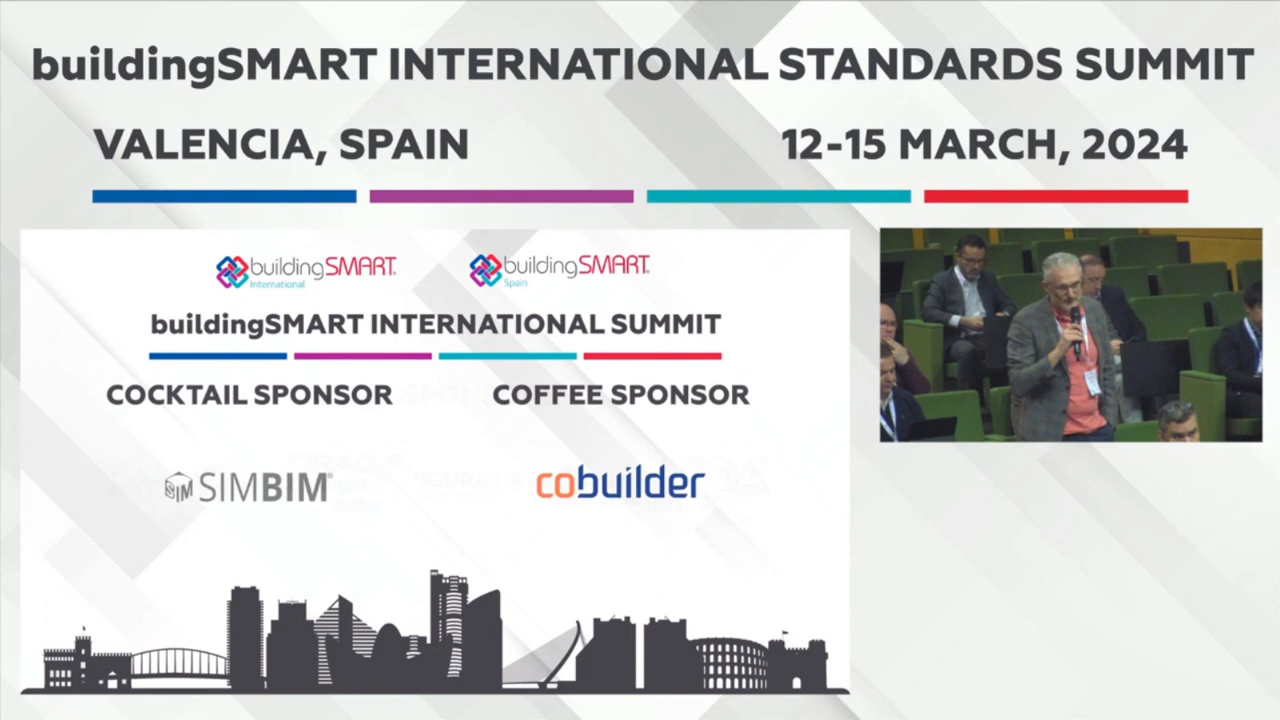 buildingSMART INTERNATIONAL STANDARDS SUMMIT
VALENCIA, SPAIN
12-15 MARCH, 2024
buildingSMART®
International
buildingSMART®
Spain
buildingSMART INTERNATIONAL SUMMIT
COCKTAIL SPONSOR
COFFEE SPONSOR
SIM SIMBIM®
cobuilder